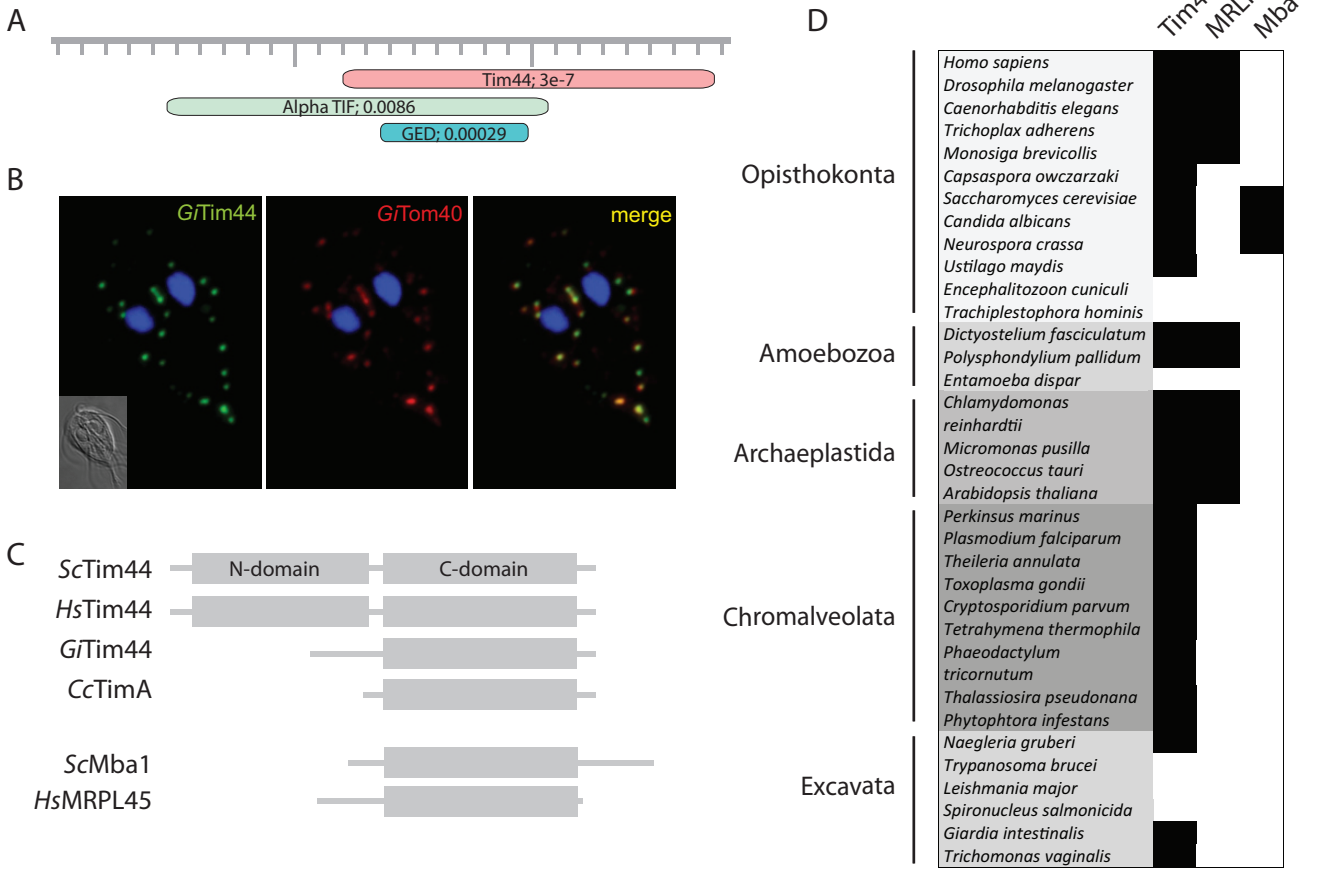 A
Tim44; 3e-7
Alpha TIF; 0.0086
GED; 0.00029
B
GiTim44
GiTom40
merge
C
ScTim44
N-domain
C-domain
HsTim44
GiTim44
CcTimA
ScMba1
HsMRPL45
D
Opisthokonta
Homo sapiens
Drosophila melanogaster
Caenorhabditis elegans
Trichoplax adherens
Monosiga brevicollis
Capsaspora owczarzaki
Saccharomyces cerevisiae
Candida albicans
Neurospora crassa
Ustilago maydis
Encephalitozoon cuniculi
Trachiplestophora hominis
Amoebozoa
Dictyostelium fasciculatum
Polysphondylium pallidum
Entamoeba dispar
Archaeplastida
Chlamydomonas
reinhardtii
Micromonas pusilla
Ostreococcus tauri
Arabidopsis thaliana
Chromalveolata
Perkinsus marinus
Plasmodium falciparum
Theileria annulata
Toxoplasma gondii
Cryptosporidium parvum
Tetrahymena thermophila
Phaeodactylum
tricornutum
Thalassiosira pseudonana
Phytophtora infestans
Excavata
Naegleria gruberi
Trypanosoma brucei
Leishmania major
Spironucleus salmonicida
Giardia intestinalis
Trichomonas vaginalis